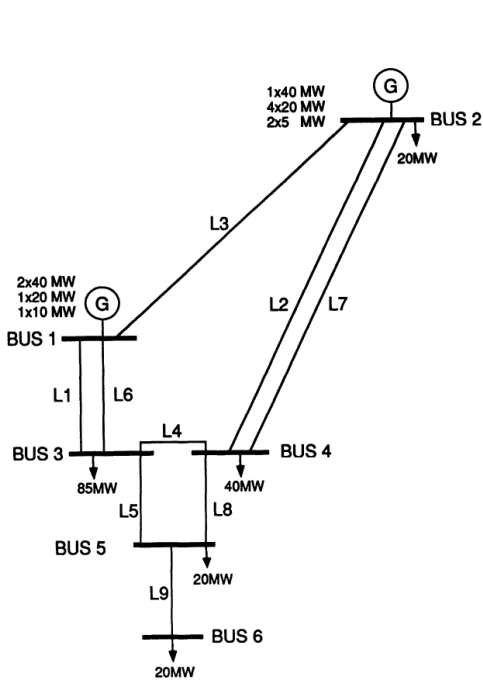 1x40 MW
4x20 MW
2x5 MW
G
BUS 2
20MW
L3
2x40 MW
1x20 MW
1x10 MW
G
L2
L7
BUS 1
L1
L6
L4
BUS 3
BUS 4
85MW
40MW
L5
L8
BUS 5
20MW
L9
BUS 6
20MW